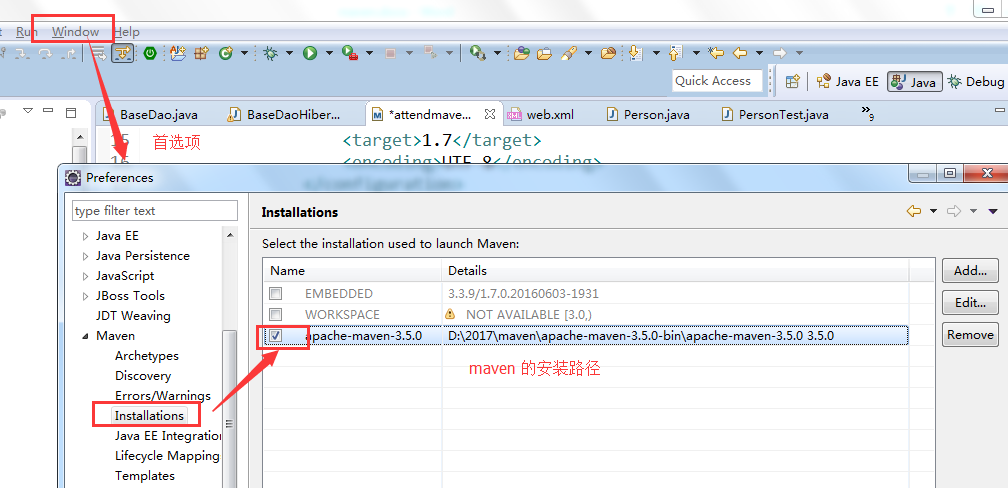 Run Window Help
Quick Access Java EE Java Debug
BaseDao.java BaseDaoHiber... *attendmave... web.xml Person.java PersonTest.java »9
15 首选项 <target>1.7</target>
16 <encoding>UTF-8</encoding>
</configuration>
Preferences
type filter text
Installations
Java EE
Java Persistence
JavaScript
JBoss Tools
JDT Weaving
Maven
Archetypes
Discovery
Errors/Warnings
Installations
Java EE Integration
Lifecycle Mapping
Templates
Select the installation used to launch Maven:
Name Details
EMBEDDED 3.3.9/1.7.0.20160603-1931
WORKSPACE NOT AVAILABLE [3.0,)
apache-maven-3.5.0 D:\2017\maven\apache-maven-3.5.0-bin\apache-maven-3.5.0 3.5.0
maven 的安装路径
Add...
Edit...
Remove